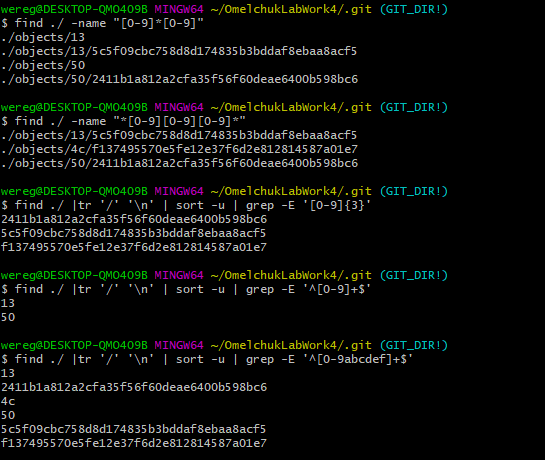 wereg@DESKTOP-QMO409B MINGW64 ~/OmelchukLabWork4/.git (GIT_DIR!)
$ find ./ -name "[0-9]*[0-9]"
./objects/13
./objects/13/5c5f09cbc758d8d174835b3bddaf8ebaa8acf5
./objects/50
./objects/50/2411b1a812a2cfa35f56f60deae6400b598bc6

wereg@DESKTOP-QMO409B MINGW64 ~/OmelchukLabWork4/.git (GIT_DIR!)
$ find ./ -name "*[0-9][0-9][0-9]*"
./objects/13/5c5f09cbc758d8d174835b3bddaf8ebaa8acf5
./objects/4c/f137495570e5fe12e37f6d2e812814587a01e7
./objects/50/2411b1a812a2cfa35f56f60deae6400b598bc6

wereg@DESKTOP-QMO409B MINGW64 ~/OmelchukLabWork4/.git (GIT_DIR!)
$ find ./ |tr '/' '\n' | sort -u | grep -E '[0-9]{3}'
2411b1a812a2cfa35f56f60deae6400b598bc6
5c5f09cbc758d8d174835b3bddaf8ebaa8acf5
f137495570e5fe12e37f6d2e812814587a01e7

wereg@DESKTOP-QMO409B MINGW64 ~/OmelchukLabWork4/.git (GIT_DIR!)
$ find ./ |tr '/' '\n' | sort -u | grep -E '^[0-9]+$'
13
50

wereg@DESKTOP-QMO409B MINGW64 ~/OmelchukLabWork4/.git (GIT_DIR!)
$ find ./ |tr '/' '\n' | sort -u | grep -E '^[0-9abcdef]+$'
13
2411b1a812a2cfa35f56f60deae6400b598bc6
4c
50
5c5f09cbc758d8d174835b3bddaf8ebaa8acf5
f137495570e5fe12e37f6d2e812814587a01e7